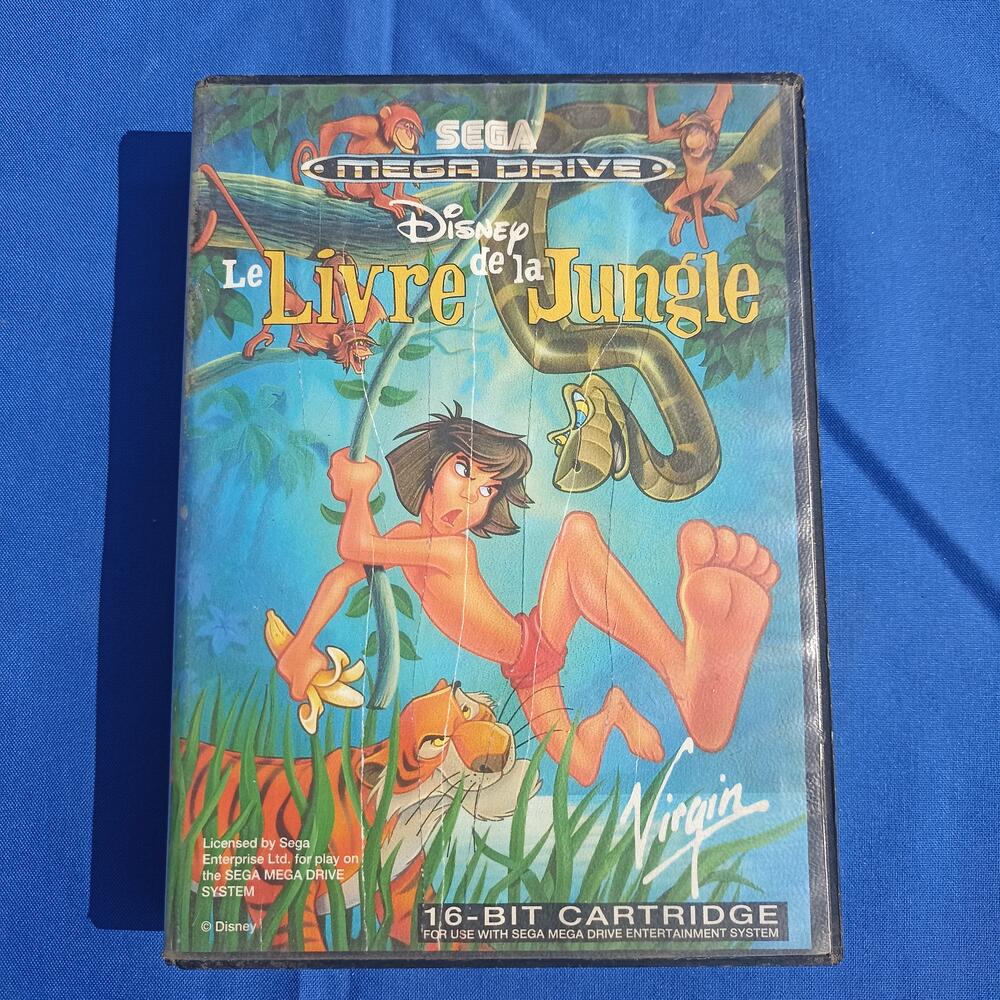 SEGA
MEGA DRIVE
Disney
Le Livre de la Jungle
Virgin
Licensed by Sega
Enterprise Ltd. for play on
the SEGA MEGA DRIVE
SYSTEM
© Disney
16-BIT CARTRIDGE
FOR USE WITH SEGA MEGA DRIVE ENTERTAINMENT SYSTEM